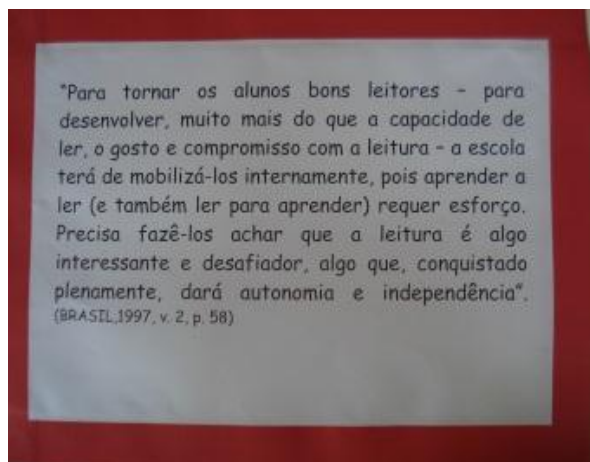 "Para tornar os alunos bons leitores - para
desenvolver, muito mais do que a capacidade de
ler, o gosto e compromisso com a leitura - a escola
terá de mobilizá-los internamente, pois aprender a
ler (e também ler para aprender) requer esforço.
Precisa fazê-los achar que a leitura é algo
interessante e desafiador, algo que, conquistado
plenamente, dará autonomia e independência".
(BRASIL,1997, v. 2, p. 58)